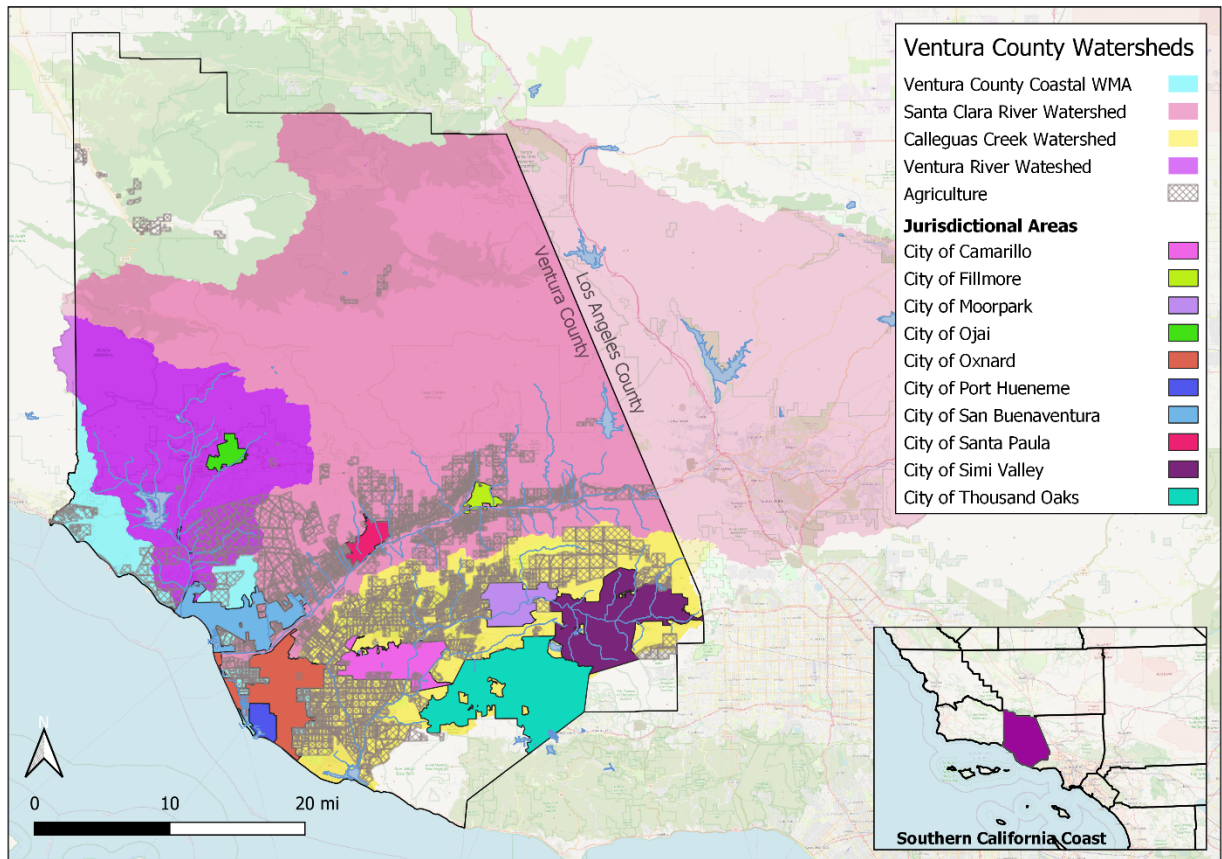 Ventura County Watersheds
Ventura County Coastal WMA
Santa Clara River Watershed
Calleguas Creek Watershed
Ventura River Wateshed
Agriculture
Jurisdictional Areas
City of Camarillo
City of Fillmore
City of Moorpark
City of Ojai
City of Oxnard
City of Port Hueneme
City of San Buenaventura
City of Santa Paula
City of Simi Valley
City of Thousand Oaks
Ventura County
Los Angeles County
N
0 10 20 mi
Southern California Coast